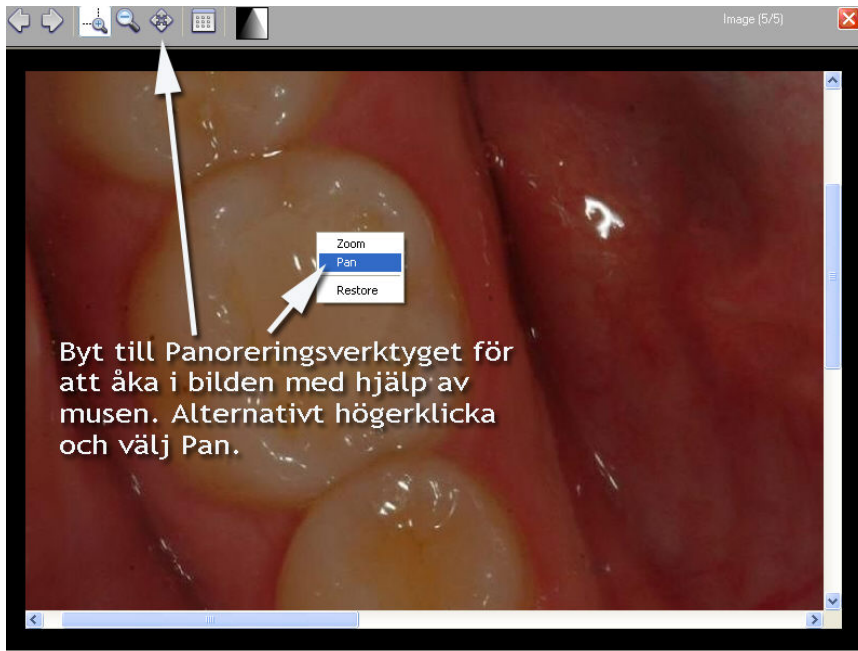 Image (5/5)
Zoom
Pan
Restore
Byt till Panoreringsverktyget för
att åka i bilden med hjälp av
musen. Alternativt högerklicka
och välj Pan.